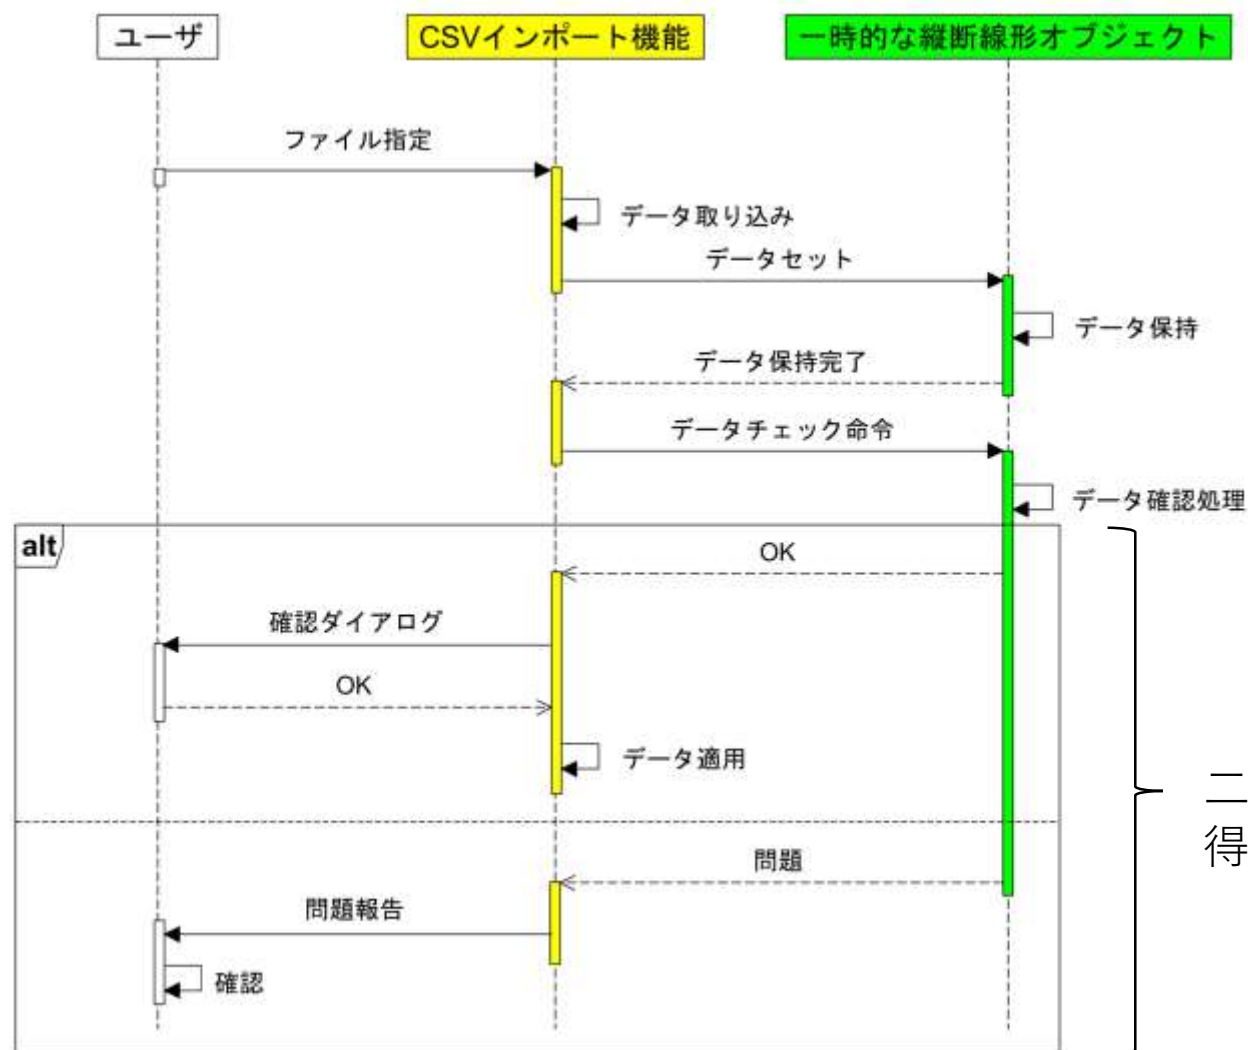 ユーザ
CSVインポート機能
一時的な縦断線形オブジェクト
ファイル指定
データ取り込み
データセット
データ保持
データ保持完了
データチェック命令
データ確認処理
alt
OK
確認ダイアログ
OK
データ適用
二
得
問題
問題報告
確認